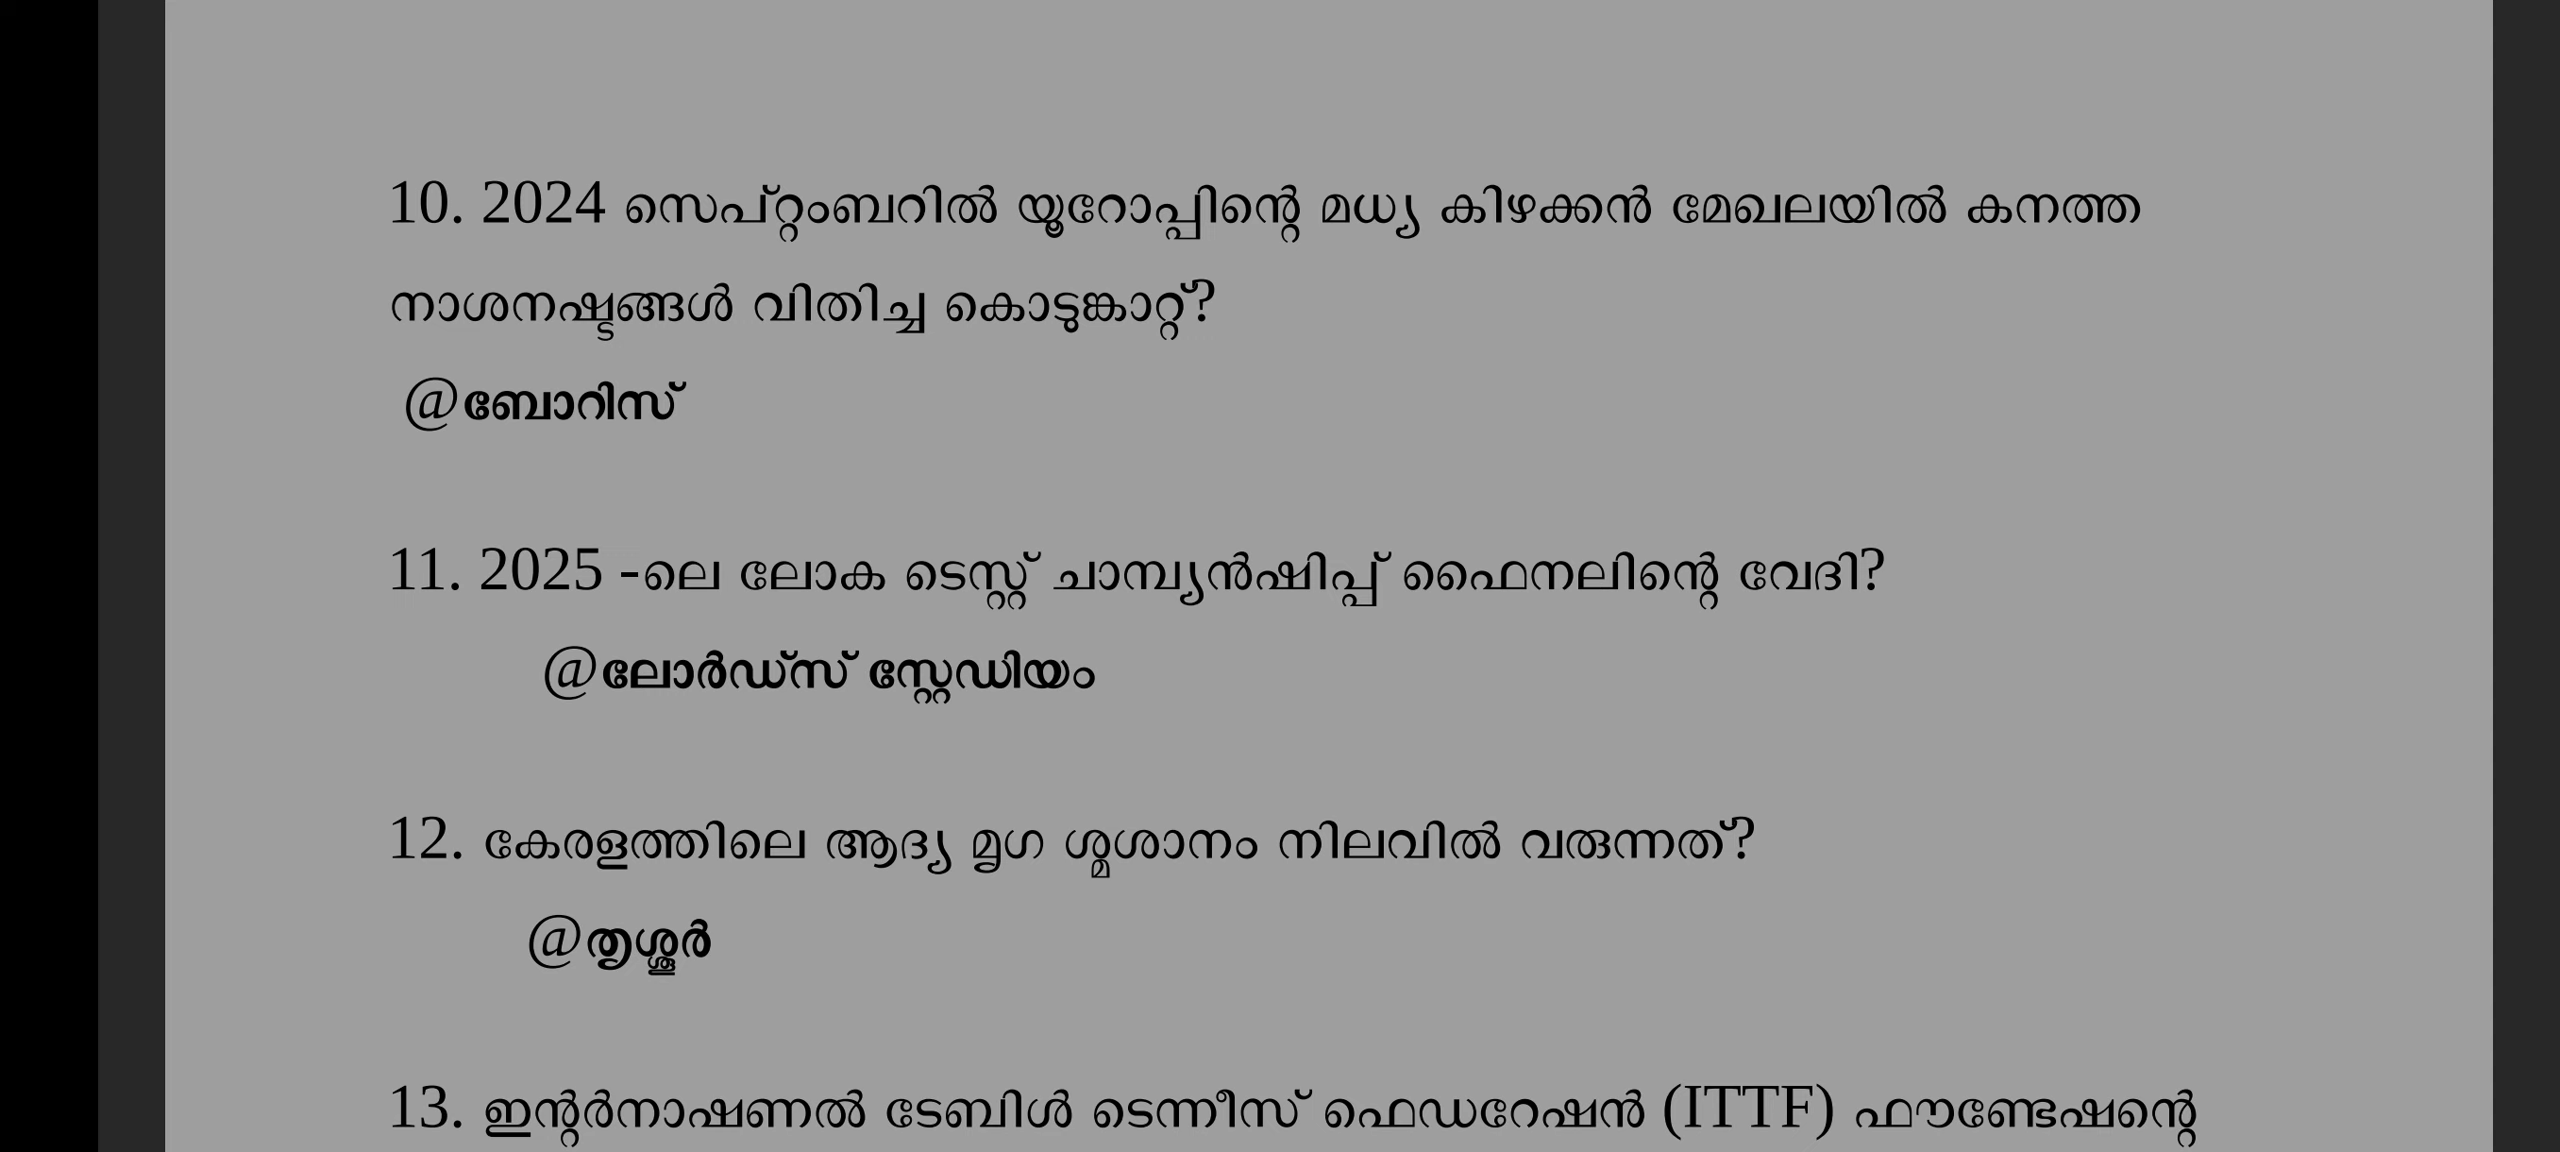 10. 2024 സെപ്റ്റംബറിൽ യൂറോപ്പിന്റെ മധ്യ കിഴക്കൻ മേഖലയിൽ കനത്ത
നാശനഷ്ടങ്ങൾ വിതിച്ച കൊടുങ്കാറ്റ്?
@ബോറിസ്
11. 2025 -ലെ ലോക ടെസ്റ്റ് ചാമ്പ്യൻഷിപ്പ് ഫൈനലിന്റെ വേദി?
@ലോർഡ്സ് സ്റ്റേഡിയം
12. കേരളത്തിലെ ആദ്യ മൃഗ ശ്മശാനം നിലവിൽ വരുന്നത്?
@തൃശ്ശൂർ
13. ഇന്റർനാഷണൽ ടേബിൾ ടെന്നീസ് ഫെഡറേഷൻ (ITTF) ഫൗണ്ടേഷന്റെ